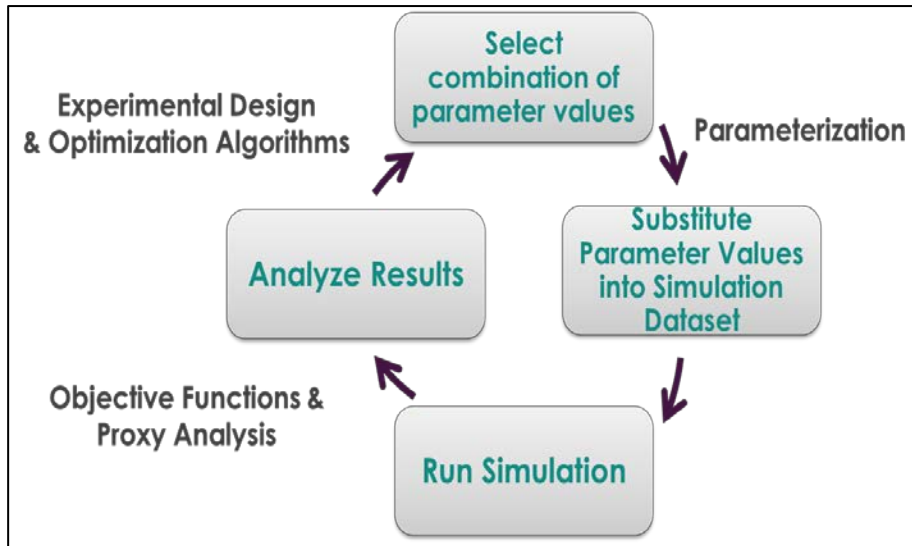 Select
combination of
parameter values
Experimental Design
& Optimization Algorithms
Parameterization
Analyze Results
Substitute
Parameter Values
into Simulation
Dataset
Objective Functions &
Proxy Analysis
Run Simulation